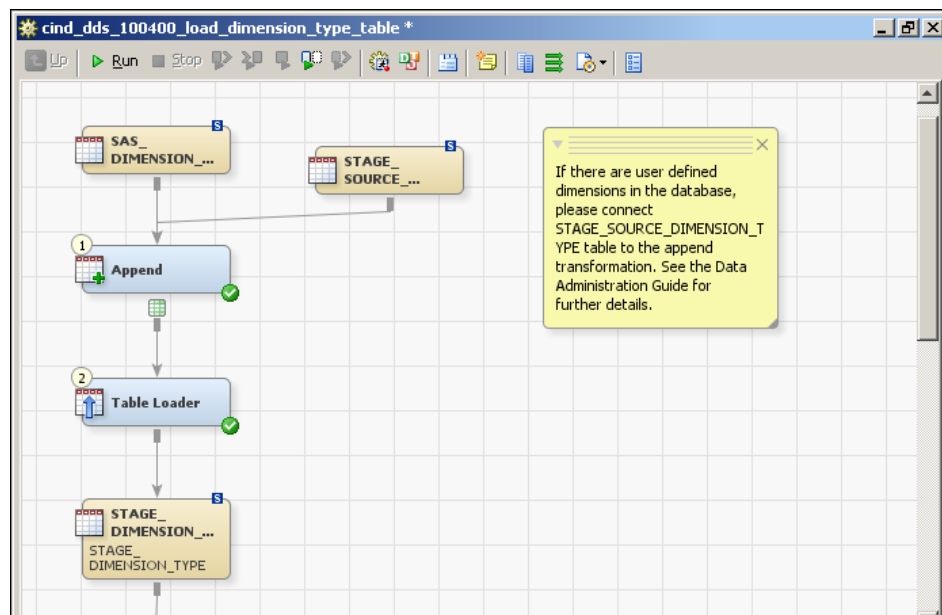 cind_dds_100400_load_dimension_type_table *
Up Run Stop
S
SAS_
DIMENSION_...
S
STAGE_
SOURCE_...
If there are user defined
dimensions in the database,
please connect
STAGE_SOURCE_DIMENSION_T
YPE table to the append
transformation. See the Data
Administration Guide for
further details.
1
Append
2
Table Loader
S
STAGE_
DIMENSION_...
STAGE_
DIMENSION_TYPE